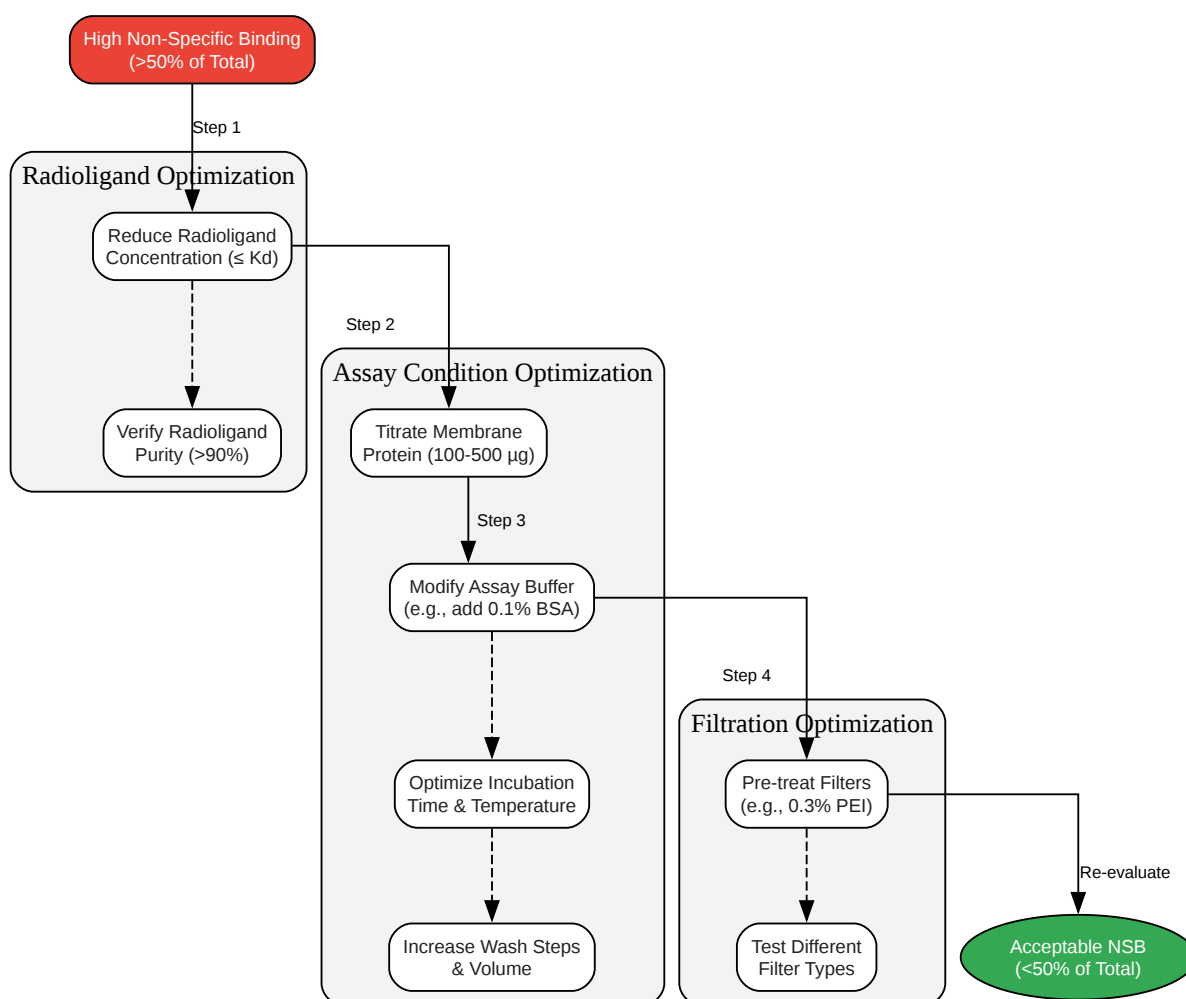 High Non-Specific Binding
(>50% of Total)
Step 1
Radioligand Optimization
Reduce Radioligand
Concentration (≤ Kd)
Verify Radioligand
Purity (>90%)
Step 2
Assay Condition Optimization
Titrate Membrane
Protein (100-500 µg)
Step 3
Modify Assay Buffer
(e.g., add 0.1% BSA)
Optimize Incubation
Time & Temperature
Increase Wash Steps
& Volume
Step 4
Filtration Optimization
Pre-treat Filters
(e.g., 0.3% PEI)
Test Different
Filter Types
Re-evaluate
Acceptable NSB
(<50% of Total)